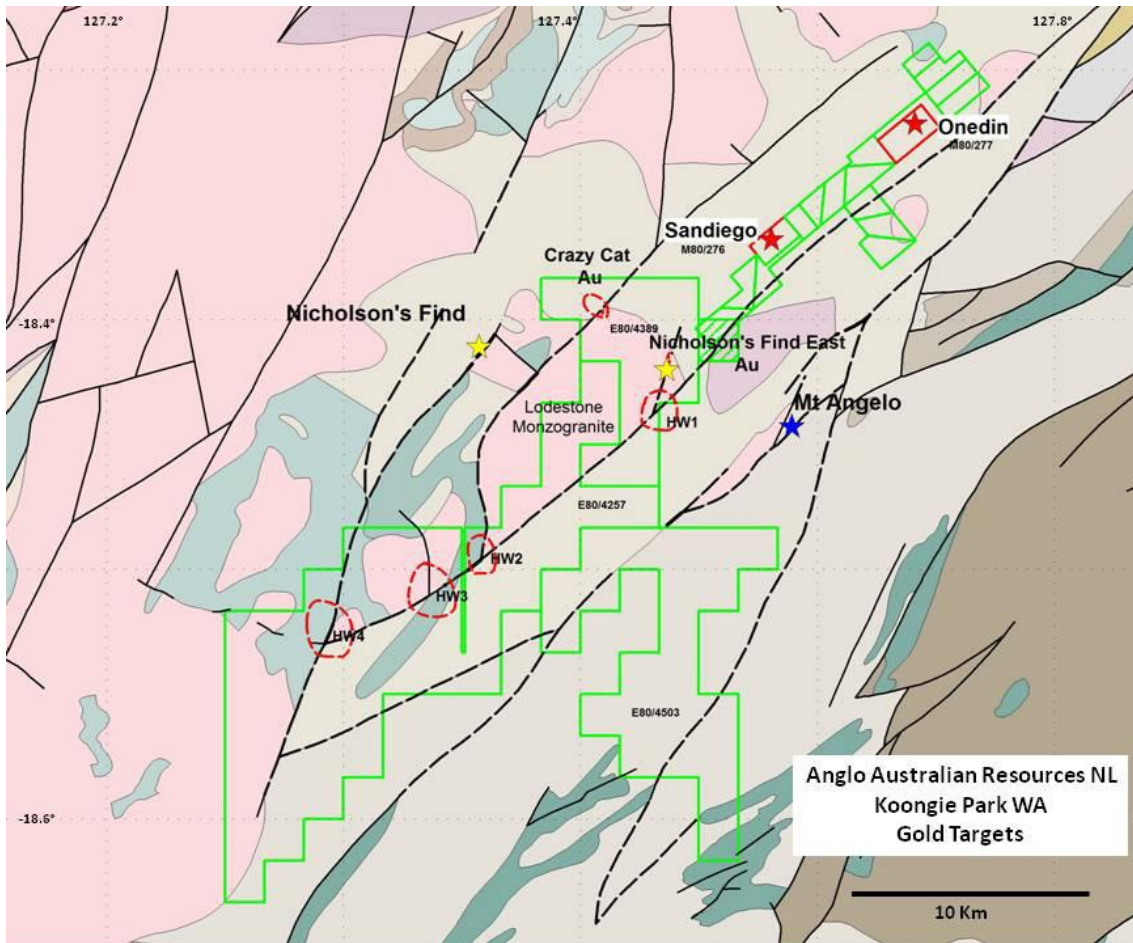 127.2°
127.4°
127.8°
Onedin
M80/277
Sandiego
M80/276
Crazy Cat
Au
Nicholson's Find
-18.4°
E80/4389
Nicholson's Find East
Au
Lodestone
Monzogranite
Mt Angelo
HW1
E80/4257
HW2
HW3
HW4
E80/4503
-18.6°
Anglo Australian Resources NL
Koongie Park WA
Gold Targets
10 Km